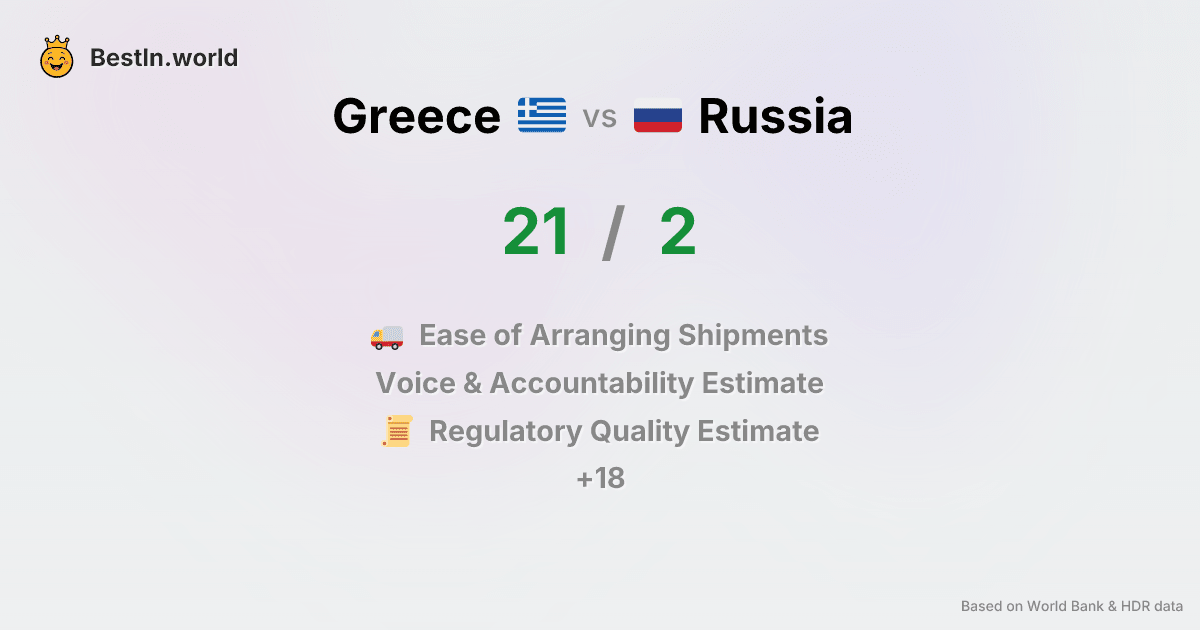 BestIn.world
Greece vs Russia
21 / 2
Ease of Arranging Shipments
Voice & Accountability Estimate
Regulatory Quality Estimate
+18
Based on World Bank & HDR data